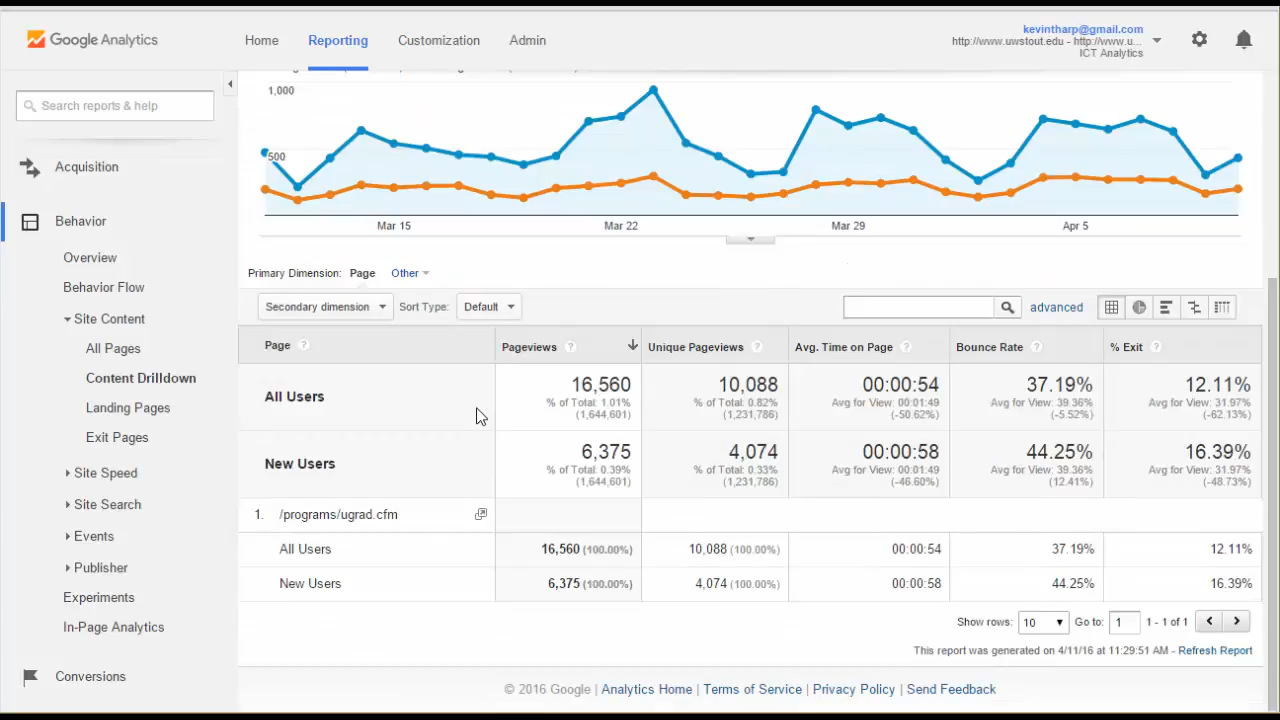 Google Analytics
Home
Reporting
Customization
Admin
kevintharp@gmail.com
http://www.uwstout.edu - http://www.u...
ICT Analytics
Search reports & help
Acquisition
Behavior
Overview
Behavior Flow
Site Content
All Pages
Content Drilldown
Landing Pages
Exit Pages
Site Speed
Site Search
Events
Publisher
Experiments
In-Page Analytics
Conversions
1,000
500
Mar 15
Mar 22
Mar 29
Apr 5
Primary Dimension: Page Other
Secondary dimension Sort Type: Default advanced
Page ? Pageviews ? Unique Pageviews ? Avg. Time on Page ? Bounce Rate ? % Exit ?
All Users 16,560 10,088 00:00:54 37.19% 12.11%
% of Total: 1.01% % of Total: 0.82% Avg for View: 00:01:49 Avg for View: 39.36% Avg for View: 31.97%
(1,644,601) (1,231,786) (-50.62%) (-5.52%) (-62.13%)
New Users 6,375 4,074 00:00:58 44.25% 16.39%
% of Total: 0.39% % of Total: 0.33% Avg for View: 00:01:49 Avg for View: 39.36% Avg for View: 31.97%
(1,644,601) (1,231,786) (-46.60%) (12.41%) (-48.73%)
1. /programs/ugrad.cfm
All Users 16,560 (100.00%) 10,088 (100.00%) 00:00:54 37.19% 12.11%
New Users 6,375 (100.00%) 4,074 (100.00%) 00:00:58 44.25% 16.39%
Show rows: 10 Go to: 1 1 - 1 of 1
This report was generated on 4/11/16 at 11:29:51 AM - Refresh Report
© 2016 Google | Analytics Home | Terms of Service | Privacy Policy | Send Feedback